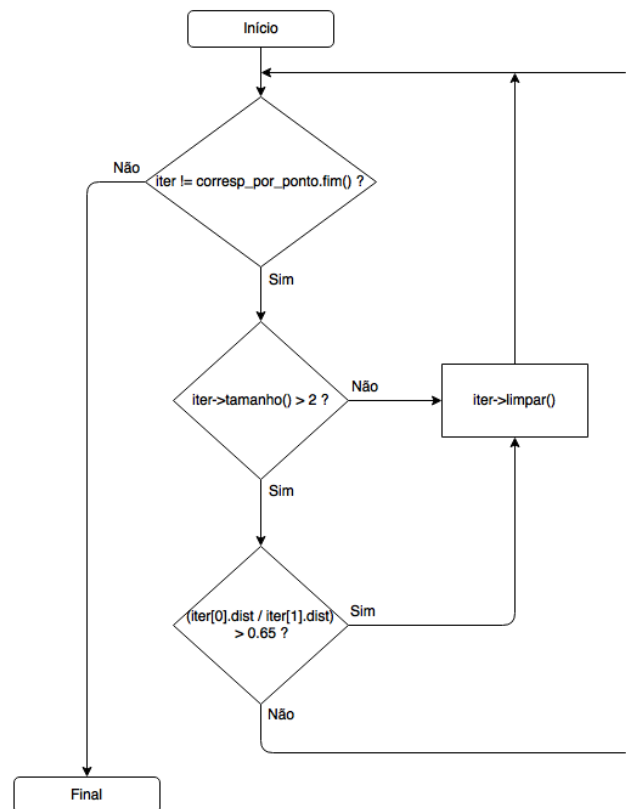 Início
Não
iter != corresp_por_ponto.fim() ?
Sim
iter->tamanho() > 2 ?
Não
iter->limpar()
Sim
(iter[0].dist / iter[1].dist)
> 0.65 ?
Sim
Não
Final